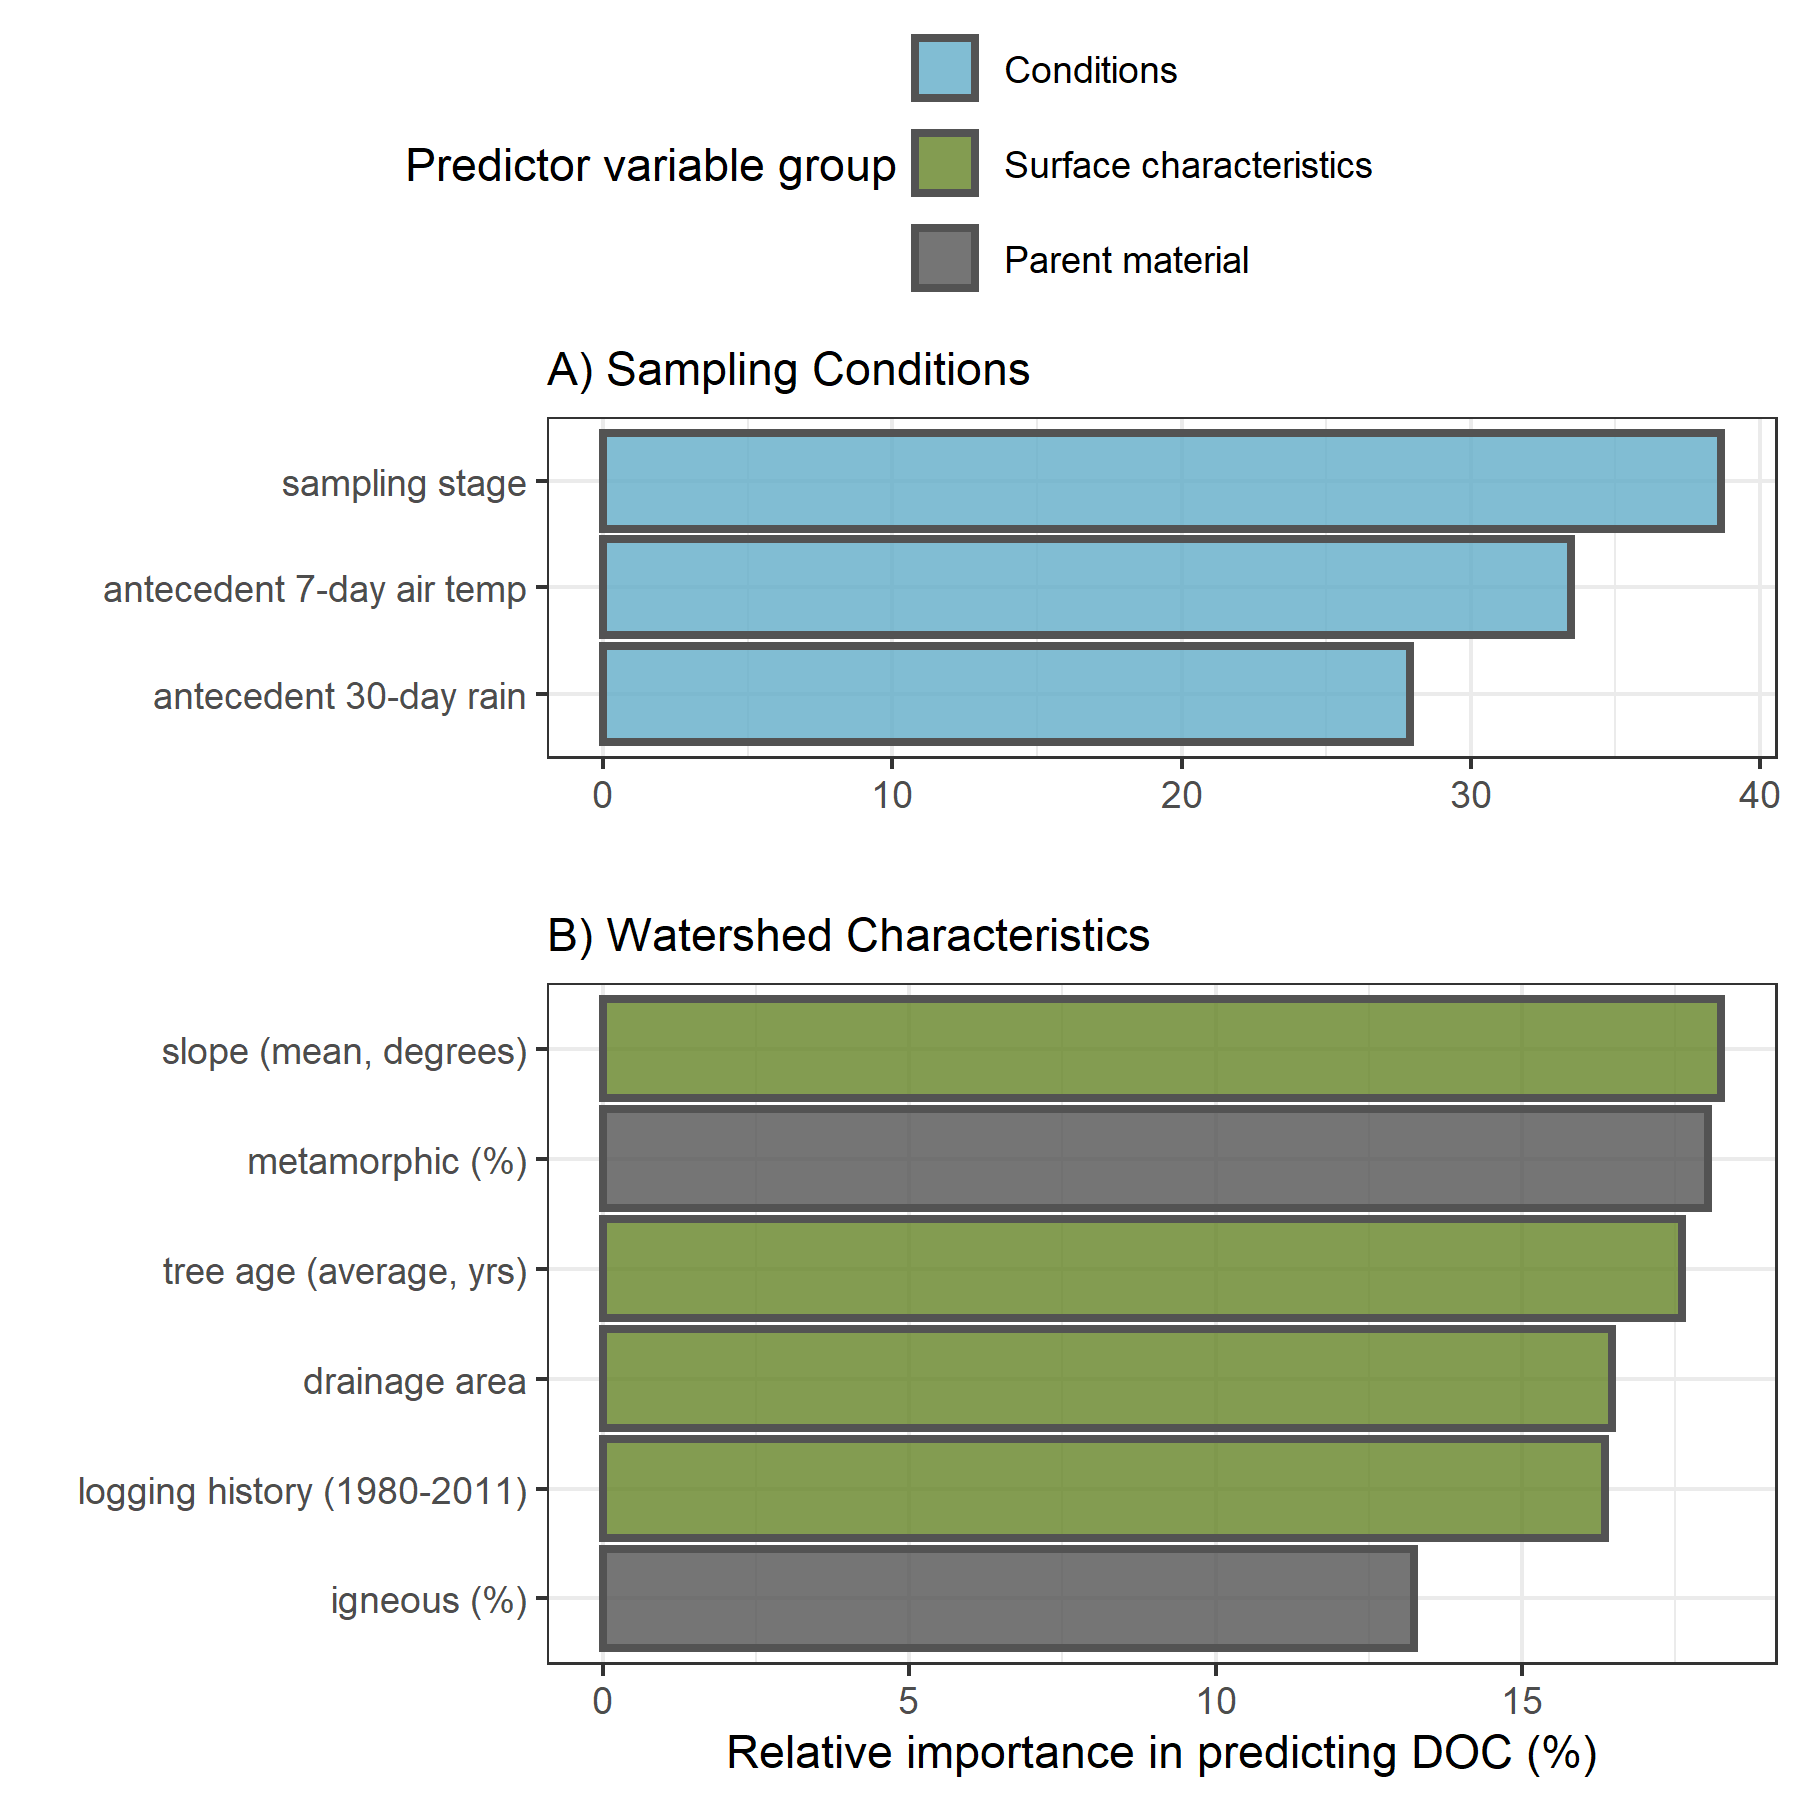 Predictor variable group
Conditions
Surface characteristics
Parent material
A) Sampling Conditions
sampling stage
antecedent 7-day air temp
antecedent 30-day rain
0 10 20 30 40
B) Watershed Characteristics
slope (mean, degrees)
metamorphic (%)
tree age (average, yrs)
drainage area
logging history (1980-2011)
igneous (%)
0 5 10 15
Relative importance in predicting DOC (%)